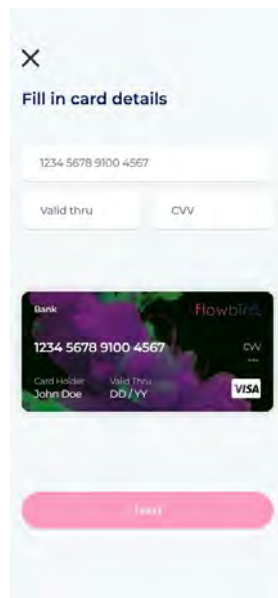 Fill in card details
1234 5678 9100 4567
Valid thru CVV
Bank flowbird.
1234 5678 9100 4567 CVV
Card Holder Valid Thru
John Doe DD / YY VISA